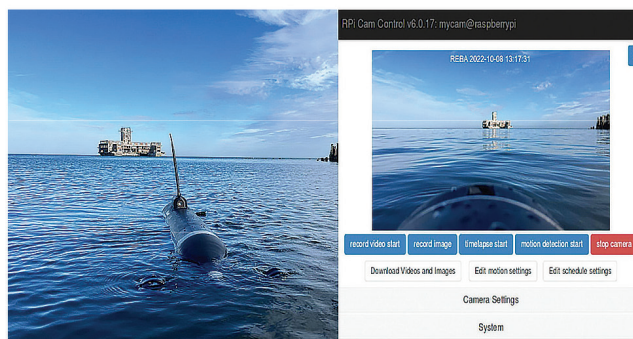 RPi Cam Control v6.0.17: mycam@raspberrypi
REBA 2022-10-08 13:17:31
record video start
record image
timelapse start
motion detection start
stop camera
Download Videos and Images
Edit motion settings
Edit schedule settings
Camera Settings
System